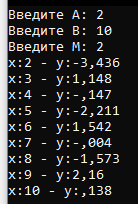 Введите A: 2
Введите B: 10
Введите M: 2
x:2 - y:-3,436
x:3 - y:1,148
x:4 - y:-,147
x:5 - y:-2,211
x:6 - y:1,542
x:7 - y:-,004
x:8 - y:-1,573
x:9 - y:2,16
x:10 - y:,138